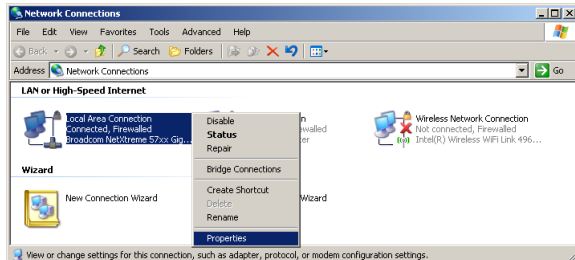 Network Connections
File Edit View Favorites Tools Advanced Help
Back Search Folders
Address Network Connections Go
LAN or High-Speed Internet
Local Area Connection
Connected, Firewalled
Broadcom NetXtreme 57xx Gig...
Wireless Network Connection
Not connected, Firewalled
Intel(R) Wireless WiFi Link 496...
Disable
Status
Repair
Bridge Connections
Create Shortcut
Delete
Rename
Properties
Wizard
New Connection Wizard
Wizard
View or change settings for this connection, such as adapter, protocol, or modem configuration settings.